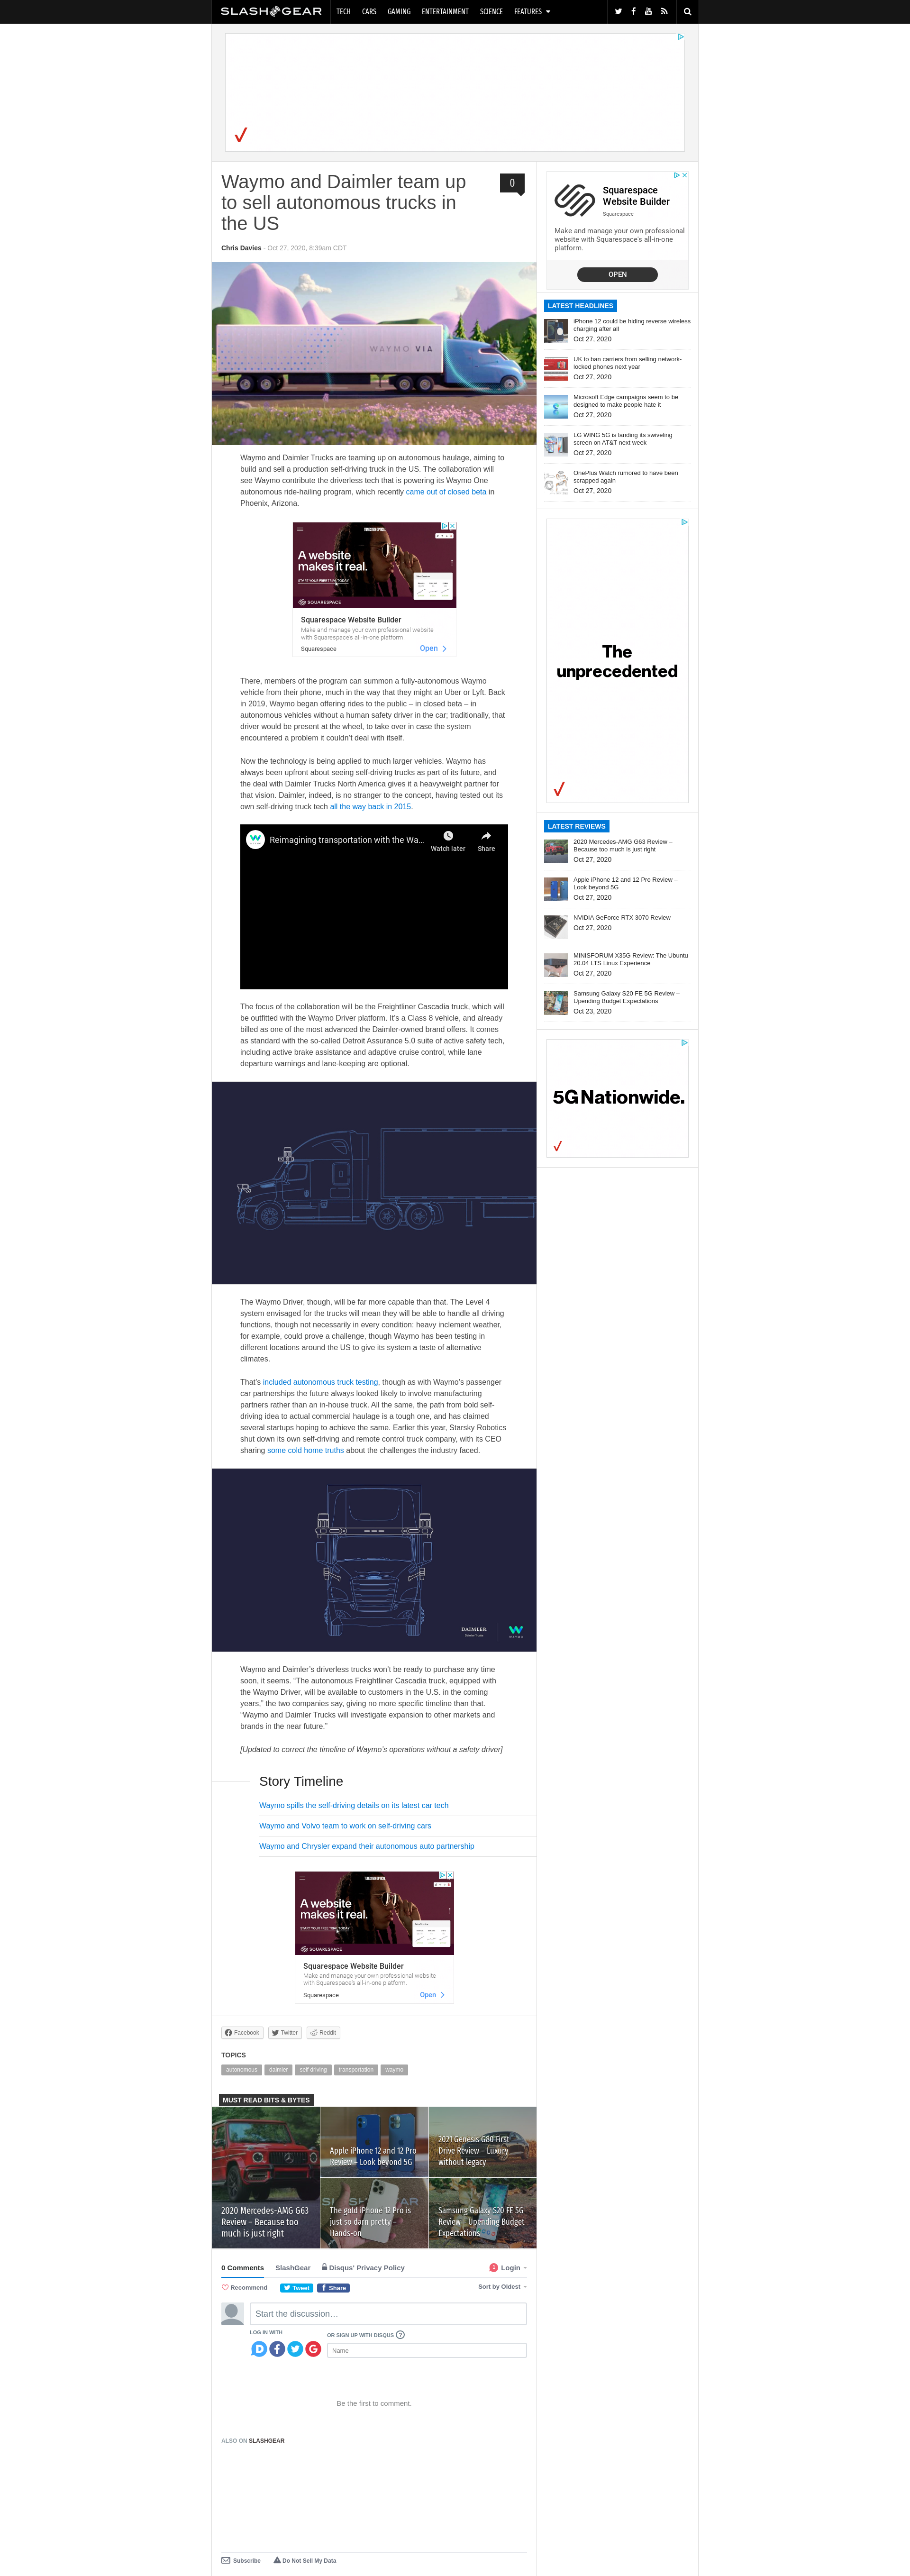 SLASH GEAR
TECH CARS GAMING ENTERTAINMENT SCIENCE FEATURES
Waymo and Daimler team up
to sell autonomous trucks in
the US
0
Chris Davies - Oct 27, 2020, 8:39am CDT
WAYMO VIA
Waymo and Daimler Trucks are teaming up on autonomous haulage, aiming to
build and sell a production self-driving truck in the US. The collaboration will
see Waymo contribute the driverless tech that is powering its Waymo One
autonomous ride-hailing program, which recently came out of closed beta in
Phoenix, Arizona.
A website
makes it real.
START YOUR FREE TRIAL TODAY
SQUARESPACE
Squarespace Website Builder
Make and manage your own professional website
with Squarespace's all-in-one platform.
Squarespace
Open
There, members of the program can summon a fully-autonomous Waymo
vehicle from their phone, much in the way that they might an Uber or Lyft. Back
in 2019, Waymo began offering rides to the public – in closed beta – in
autonomous vehicles without a human safety driver in the car; traditionally, that
driver would be present at the wheel, to take over in case the system
encountered a problem it couldn't deal with itself.
Now the technology is being applied to much larger vehicles. Waymo has
always been upfront about seeing self-driving trucks as part of its future, and
the deal with Daimler Trucks North America gives it a heavyweight partner for
that vision. Daimler, indeed, is no stranger to the concept, having tested out its
own self-driving truck tech all the way back in 2015.
Reimagining transportation with the Wa...
Watch later
Share
The focus of the collaboration will be the Freightliner Cascadia truck, which will
be outfitted with the Waymo Driver platform. It's a Class 8 vehicle, and already
billed as one of the most advanced the Daimler-owned brand offers. It comes
as standard with the so-called Detroit Assurance 5.0 suite of active safety tech,
including active brake assistance and adaptive cruise control, while lane
departure warnings and lane-keeping are optional.
The Waymo Driver, though, will be far more capable than that. The Level 4
system envisaged for the trucks will mean they will be able to handle all driving
functions, though not necessarily in every condition: heavy inclement weather,
for example, could prove a challenge, though Waymo has been testing in
different locations around the US to give its system a taste of alternative
climates.
That's included autonomous truck testing, though as with Waymo's passenger
car partnerships the future always looked likely to involve manufacturing
partners rather than an in-house truck. All the same, the path from bold self-
driving idea to actual commercial haulage is a tough one, and has claimed
several startups hoping to achieve the same. Earlier this year, Starsky Robotics
shut down its own self-driving and remote control truck company, with its CEO
sharing some cold home truths about the challenges the industry faced.
DAIMLER
Daimler Trucks
WAYMO
Waymo and Daimler's driverless trucks won't be ready to purchase any time
soon, it seems. "The autonomous Freightliner Cascadia truck, equipped with
the Waymo Driver, will be available to customers in the U.S. in the coming
years," the two companies say, giving no more specific timeline than that.
"Waymo and Daimler Trucks will investigate expansion to other markets and
brands in the near future."
[Updated to correct the timeline of Waymo's operations without a safety driver]
Story Timeline
Waymo spills the self-driving details on its latest car tech
Waymo and Volvo team to work on self-driving cars
Waymo and Chrysler expand their autonomous auto partnership
A website
makes it real.
START YOUR FREE TRIAL TODAY
SQUARESPACE
Squarespace Website Builder
Make and manage your own professional website
with Squarespace's all-in-one platform.
Squarespace
Open
Facebook Twitter Reddit
TOPICS
autonomous daimler self driving transportation waymo
MUST READ BITS & BYTES
2020 Mercedes-AMG G63
Review – Because too
much is just right
Apple iPhone 12 and 12 Pro
Review – Look beyond 5G
2021 Genesis G80 First
Drive Review – Luxury
without legacy
The gold iPhone 12 Pro is
just so darn pretty –
Hands-on
Samsung Galaxy S20 FE 5G
Review – Upending Budget
Expectations
0 Comments SlashGear Disqus' Privacy Policy
1 Login
Recommend Tweet Share
Sort by Oldest
Start the discussion…
LOG IN WITH
OR SIGN UP WITH DISQUS ?
Name
Be the first to comment.
ALSO ON SLASHGEAR
Subscribe Do Not Sell My Data
Squarespace
Website Builder
Squarespace
Make and manage your own professional
website with Squarespace's all-in-one
platform.
OPEN
LATEST HEADLINES
iPhone 12 could be hiding reverse wireless
charging after all
Oct 27, 2020
UK to ban carriers from selling network-
locked phones next year
Oct 27, 2020
Microsoft Edge campaigns seem to be
designed to make people hate it
Oct 27, 2020
LG WING 5G is landing its swiveling
screen on AT&T next week
Oct 27, 2020
OnePlus Watch rumored to have been
scrapped again
Oct 27, 2020
The
unprecedented
LATEST REVIEWS
2020 Mercedes-AMG G63 Review –
Because too much is just right
Oct 27, 2020
Apple iPhone 12 and 12 Pro Review –
Look beyond 5G
Oct 27, 2020
NVIDIA GeForce RTX 3070 Review
Oct 27, 2020
MINISFORUM X35G Review: The Ubuntu
20.04 LTS Linux Experience
Oct 27, 2020
Samsung Galaxy S20 FE 5G Review –
Upending Budget Expectations
Oct 23, 2020
5G Nationwide.